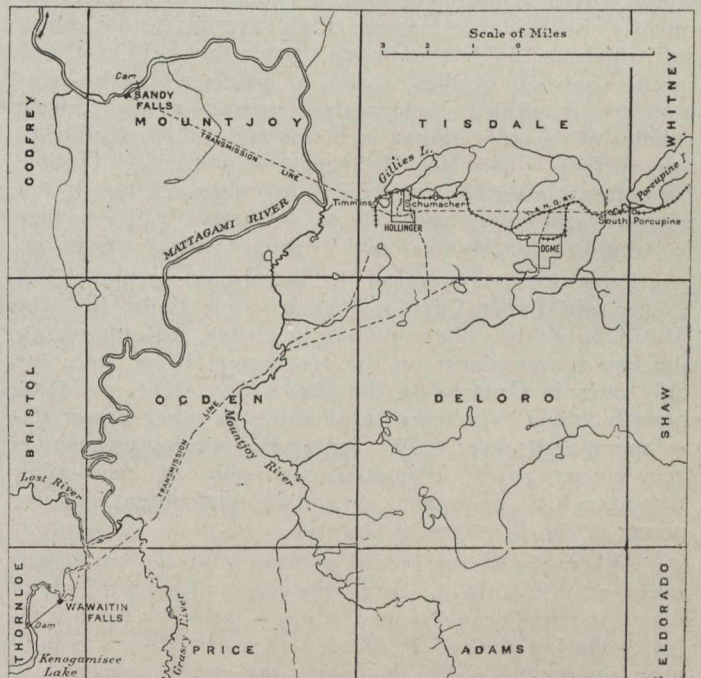 Scale of Miles
3 2 1 0
Dam
SANDY FALLS
GODFREY
MOUNTJOY
TISDALE
WHITNEY
TRANSMISSION LINE
Gillies L.
Porcupine L
Timmins
Schumacher
HOLLINGER
T. & N. O. RY.
South Porcupine
DOME
MATTAGAMI RIVER
BRISTOL
OGDEN
DELORO
SHAW
TRANSMISSION LINE
Mountjoy River
Lost River
THORNLOE
WAWAITIN FALLS
Dam
Kenogamisee Lake
Grassy River
PRICE
ADAMS
ELDORADO